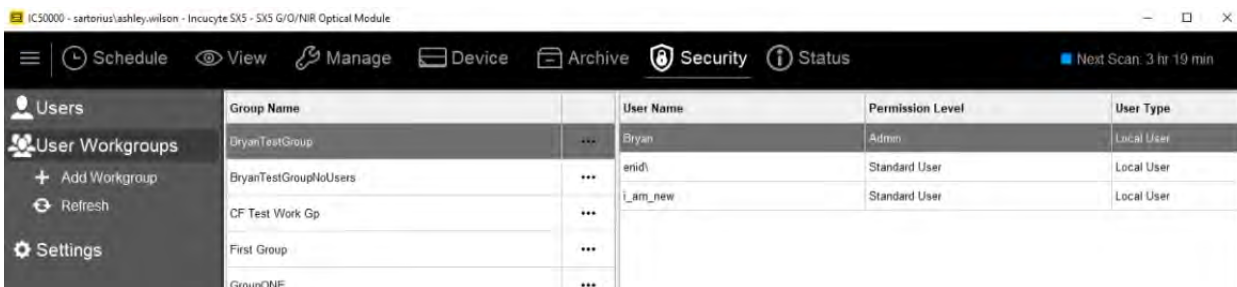 IC50000 - sartorius\ashley.wilson - Incucyte SX5 - SX5 G/O/NIR Optical Module
Schedule View Manage Device Archive Security Status Next Scan: 3 hr 19 min
Users
User Workgroups
Add Workgroup
Refresh
Settings
Group Name
BryanTestGroup
BryanTestGroupNoUsers
CF Test Work Gp
First Group
GroupONE
User Name Permission Level User Type
Bryan Admin Local User
enid\ Standard User Local User
i_am_new Standard User Local User